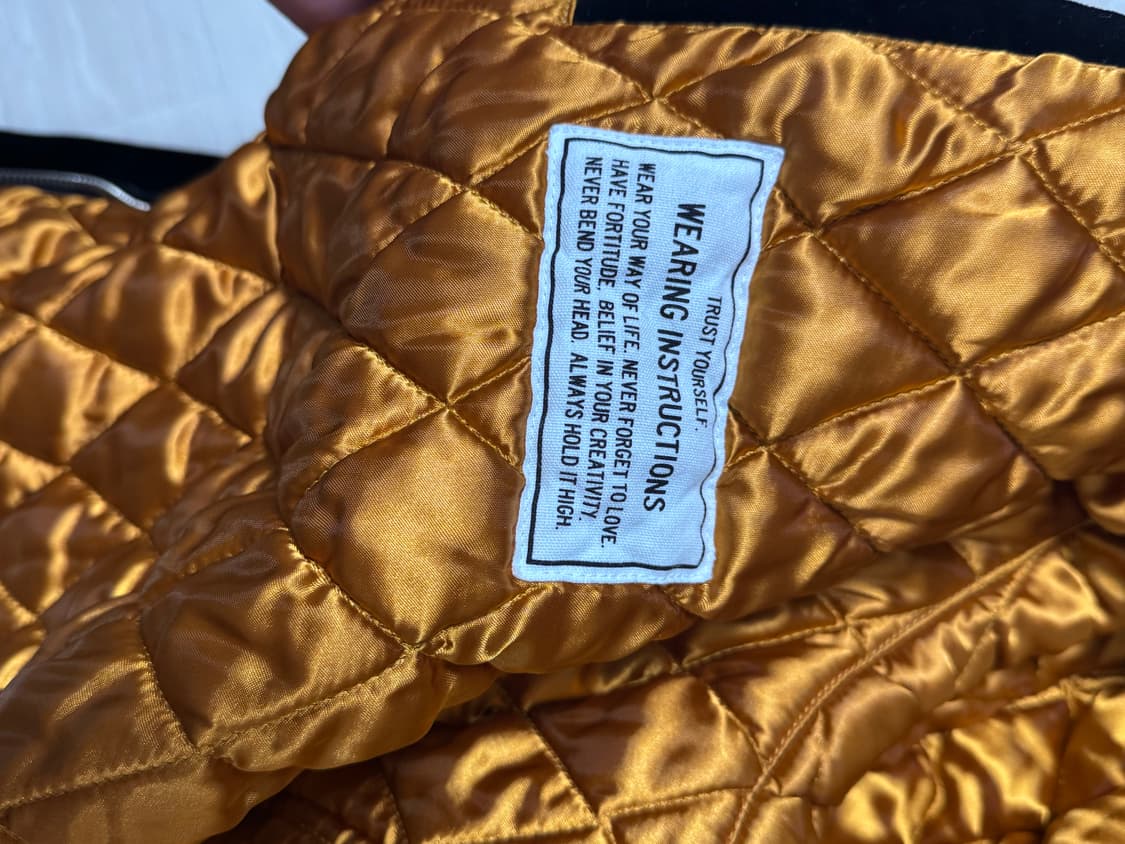 TRUST YOURSELF.
WEARING INSTRUCTIONS
WEAR YOUR WAY OF LIFE. NEVER FORGET TO LOVE.
HAVE FORTITUDE. BELIEF IN YOUR CREATIVITY.
NEVER BEND YOUR HEAD. ALWAYS HOLD IT HIGH.